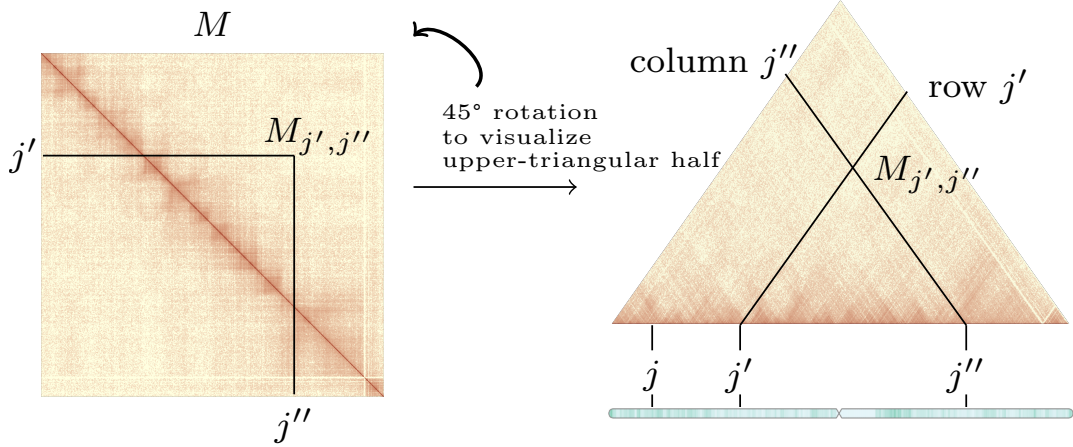 M
j'
M_{j',j''}
j''
45° rotation
to visualize
upper-triangular half
column j''
row j'
M_{j',j''}
j
j'
j''